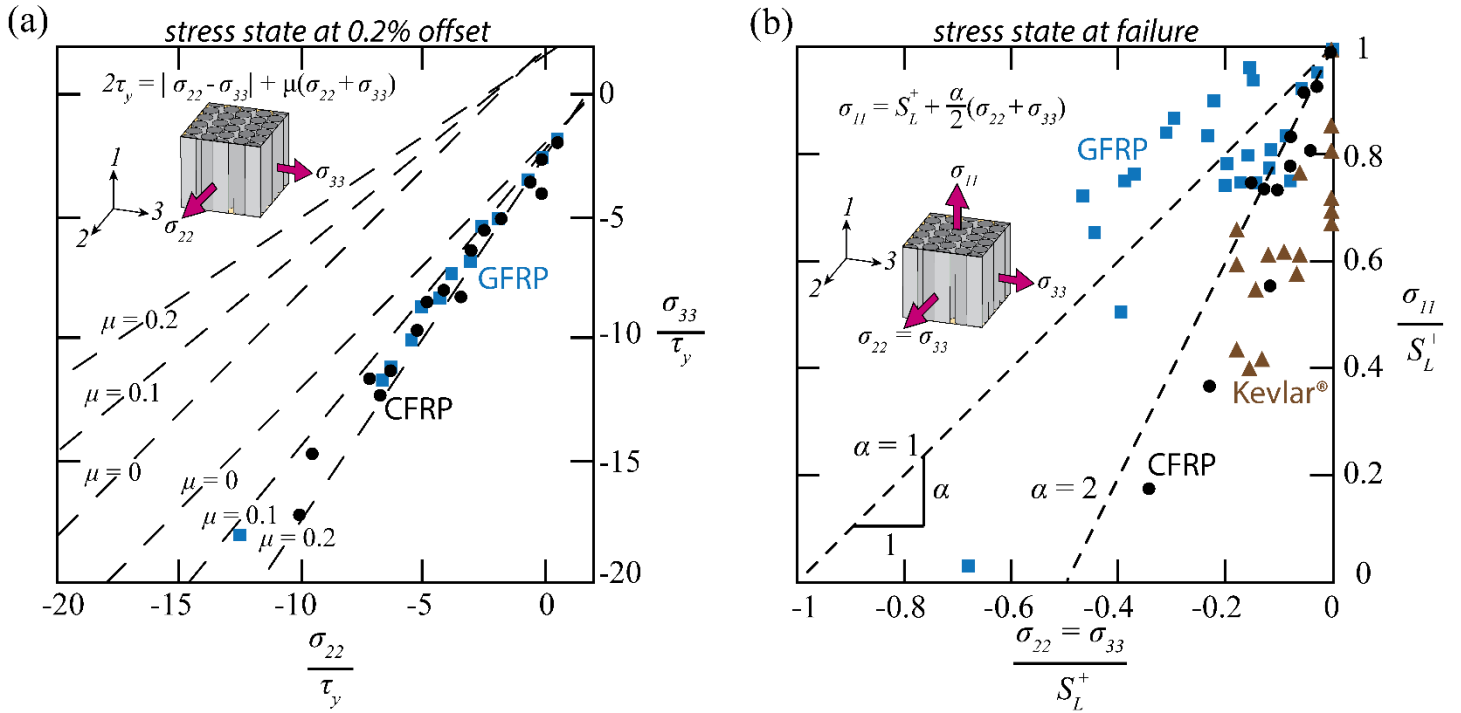 (a)
stress state at 0.2% offset
2τy = | σ22 - σ33 | + μ(σ22 + σ33)
1
2
3
σ22
σ33
μ = 0.2
μ = 0.1
μ = 0
μ = 0
μ = 0.1
μ = 0.2
GFRP
CFRP
0
-5
-10
-15
-20
σ33
τy
-20
-15
-10
-5
0
σ22
τy
(b)
stress state at failure
σ11 = SL+ + α/2 (σ22 + σ33)
GFRP
σ11
1
2
3
σ33
σ22 = σ33
Kevlar®
CFRP
α = 1
α
1
α = 2
1
0.8
0.6
0.4
0.2
0
σ11
SL+
-1
-0.8
-0.6
-0.4
-0.2
0
σ22 = σ33
SL+